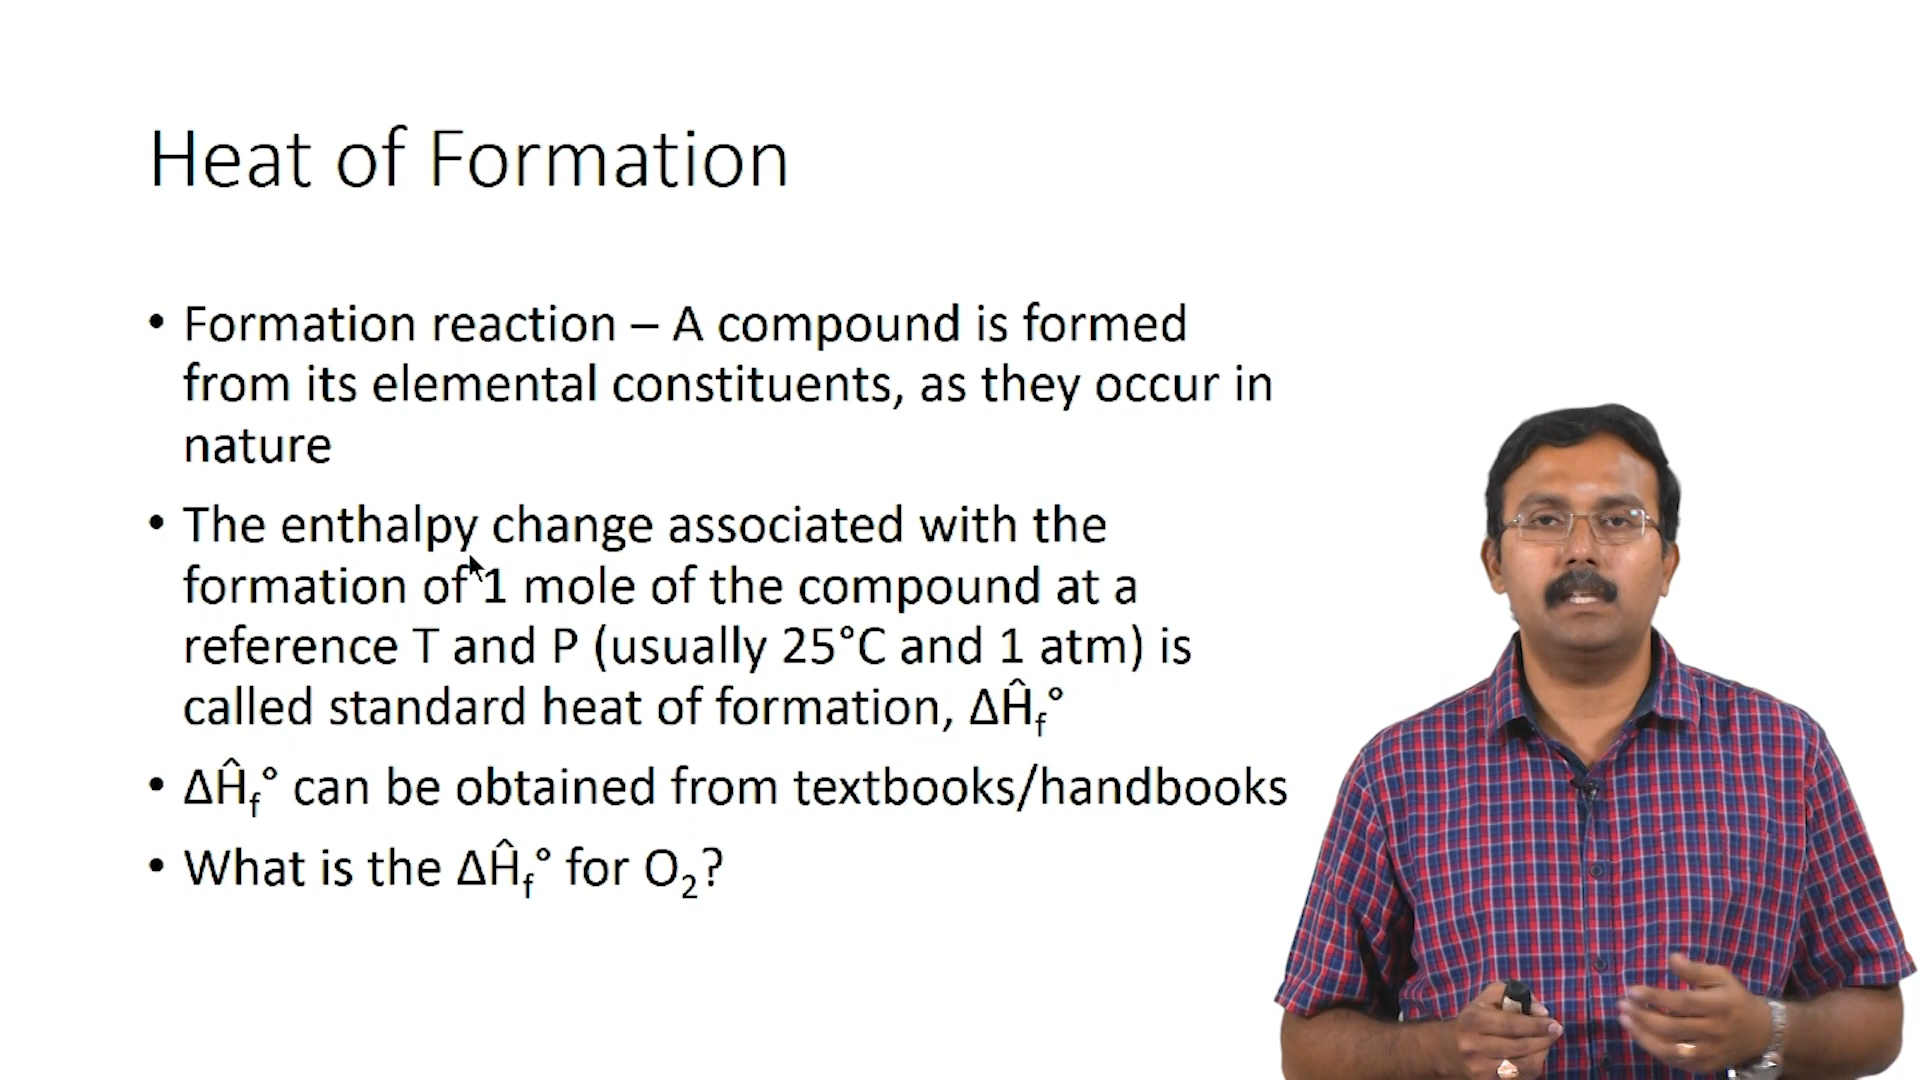 Heat of Formation
• Formation reaction – A compound is formed
from its elemental constituents, as they occur in
nature
• The enthalpy change associated with the
formation of 1 mole of the compound at a
reference T and P (usually 25°C and 1 atm) is
called standard heat of formation, ΔĤf°
• ΔĤf° can be obtained from textbooks/handbooks
• What is the ΔĤf° for O₂?